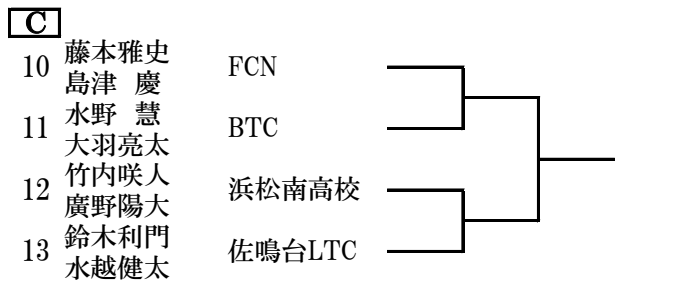 C
10 藤本雅史 FCN
島津 慶
11 水野 慧 BTC
大羽亮太
12 竹内咲人 浜松南高校
廣野陽大
13 鈴木利門 佐鳴台LTC
水越健太